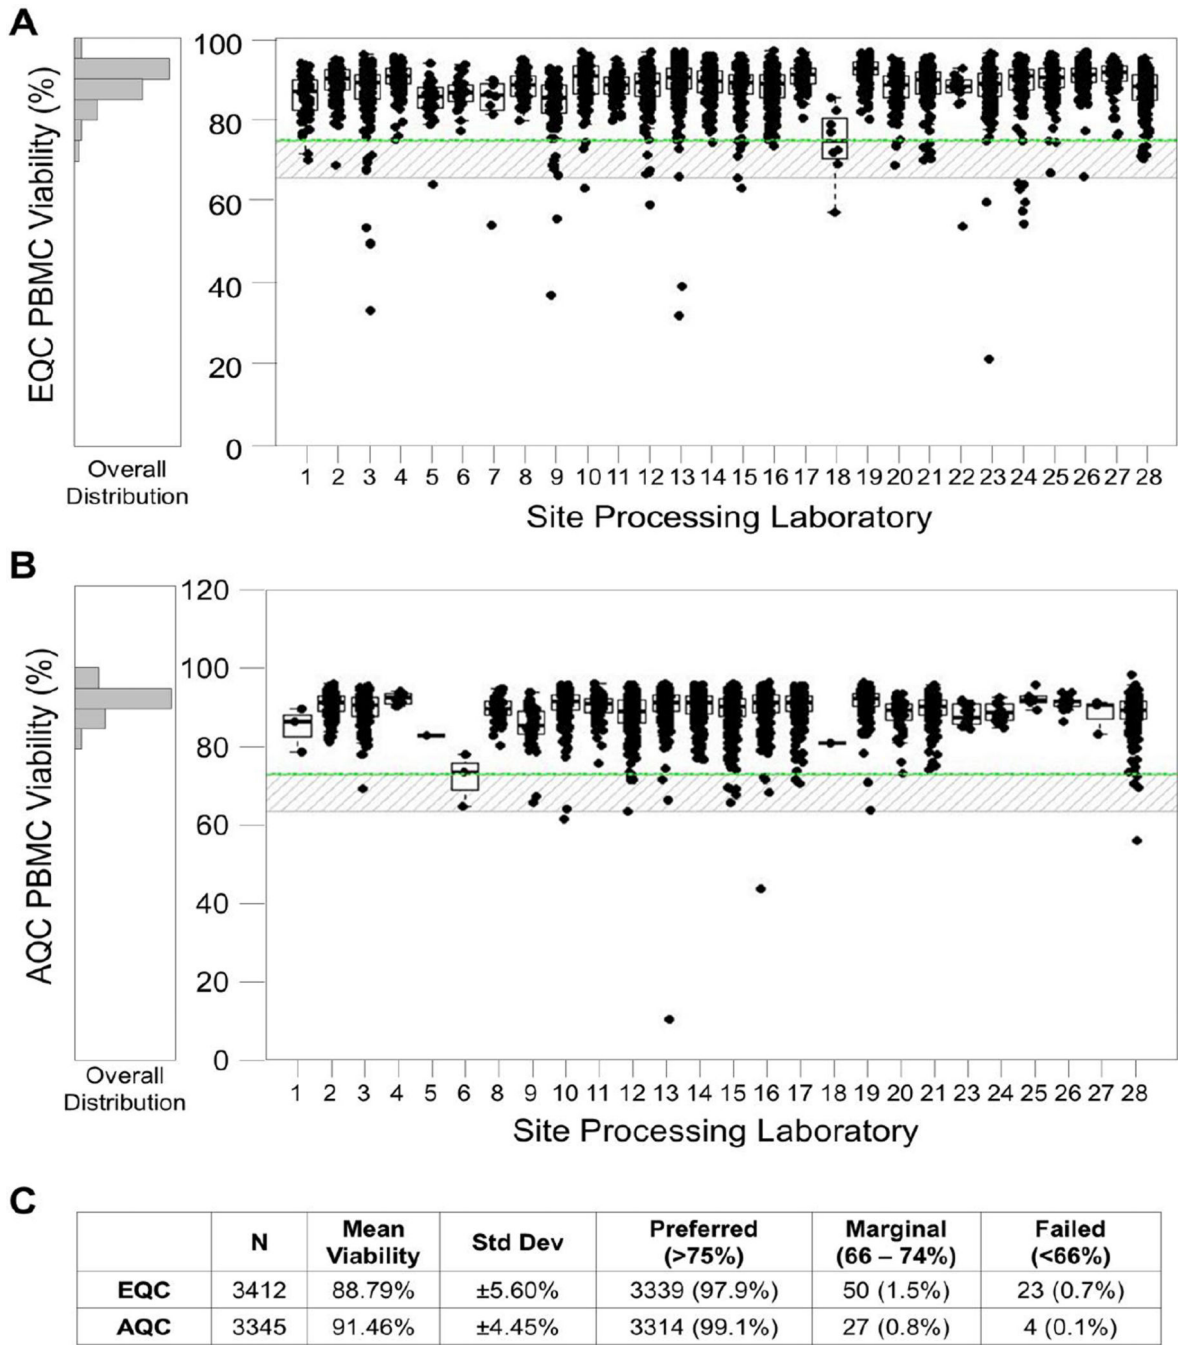 A
EQC PBMC Viability (%)
100
80
60
40
20
0
Overall
Distribution
1 2 3 4 5 6 7 8 9 10 11 12 13 14 15 16 17 18 19 20 21 22 23 24 25 26 27 28
Site Processing Laboratory
B
AQC PBMC Viability (%)
120
100
80
60
40
20
0
Overall
Distribution
1 2 3 4 5 6 8 9 10 11 12 13 14 15 16 17 18 19 20 21 23 24 25 26 27 28
Site Processing Laboratory
C
N Mean Viability Std Dev Preferred (>75%) Marginal (66 – 74%) Failed (<66%)
EQC 3412 88.79% ±5.60% 3339 (97.9%) 50 (1.5%) 23 (0.7%)
AQC 3345 91.46% ±4.45% 3314 (99.1%) 27 (0.8%) 4 (0.1%)